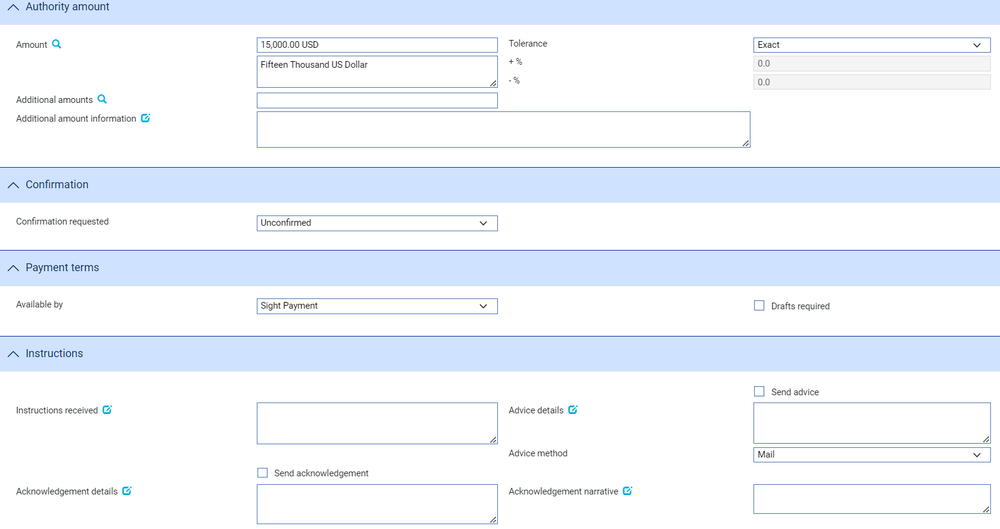 Authority amount
Amount 15,000.00 USD Tolerance Exact
Fifteen Thousand US Dollar + % 0.0
- % 0.0
Additional amounts
Additional amount information
Confirmation
Confirmation requested Unconfirmed
Payment terms
Available by Sight Payment Drafts required
Instructions
Send advice
Instructions received Advice details
Advice method Mail
Send acknowledgement
Acknowledgement details Acknowledgement narrative